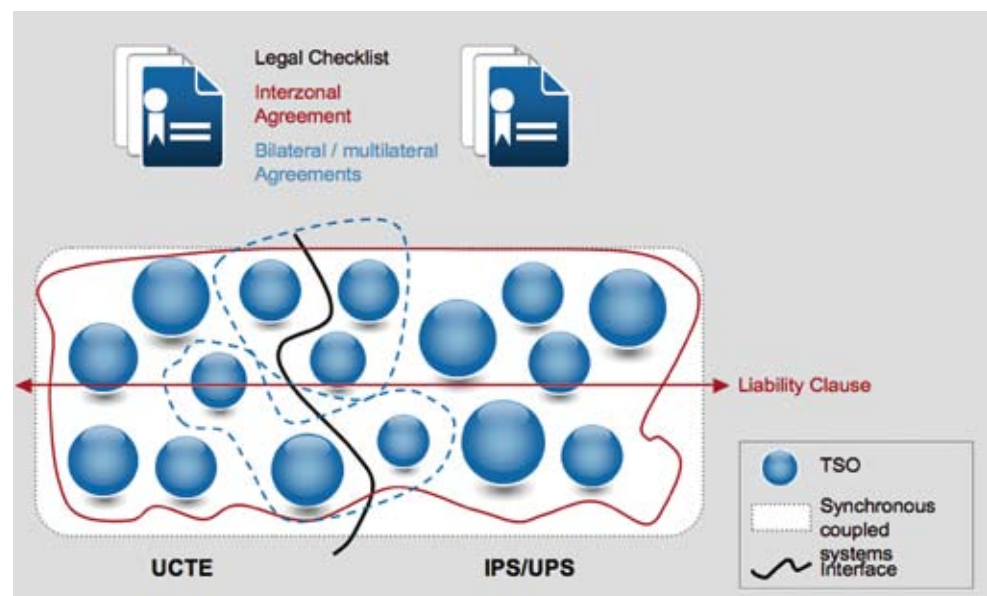 Legal Checklist
Interzonal
Agreement
Bilateral / multilateral
Agreements
Liability Clause
TSO
Synchronous
coupled
systems
Interface
UCTE
IPS/UPS